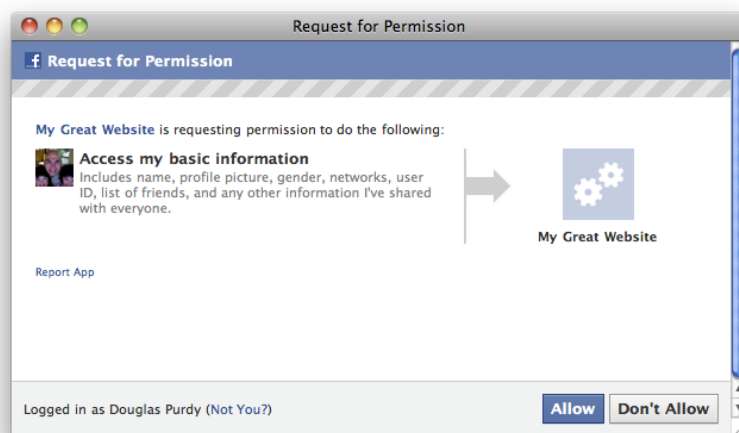 Request for Permission
f Request for Permission
My Great Website is requesting permission to do the following:
Access my basic information
Includes name, profile picture, gender, networks, user
ID, list of friends, and any other information I've shared
with everyone.
My Great Website
Report App
Logged in as Douglas Purdy (Not You?)
Allow
Don't Allow